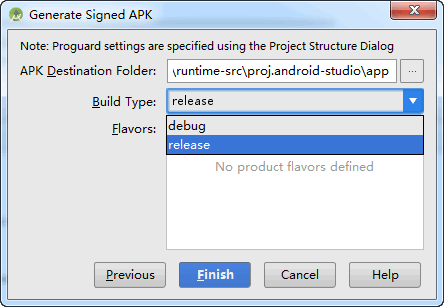 Generate Signed APK
Note: Proguard settings are specified using the Project Structure Dialog
APK Destination Folder: \runtime-src\proj.android-studio\app ...
Build Type: release
debug
Flavors:
release
No product flavors defined
Previous Finish Cancel Help